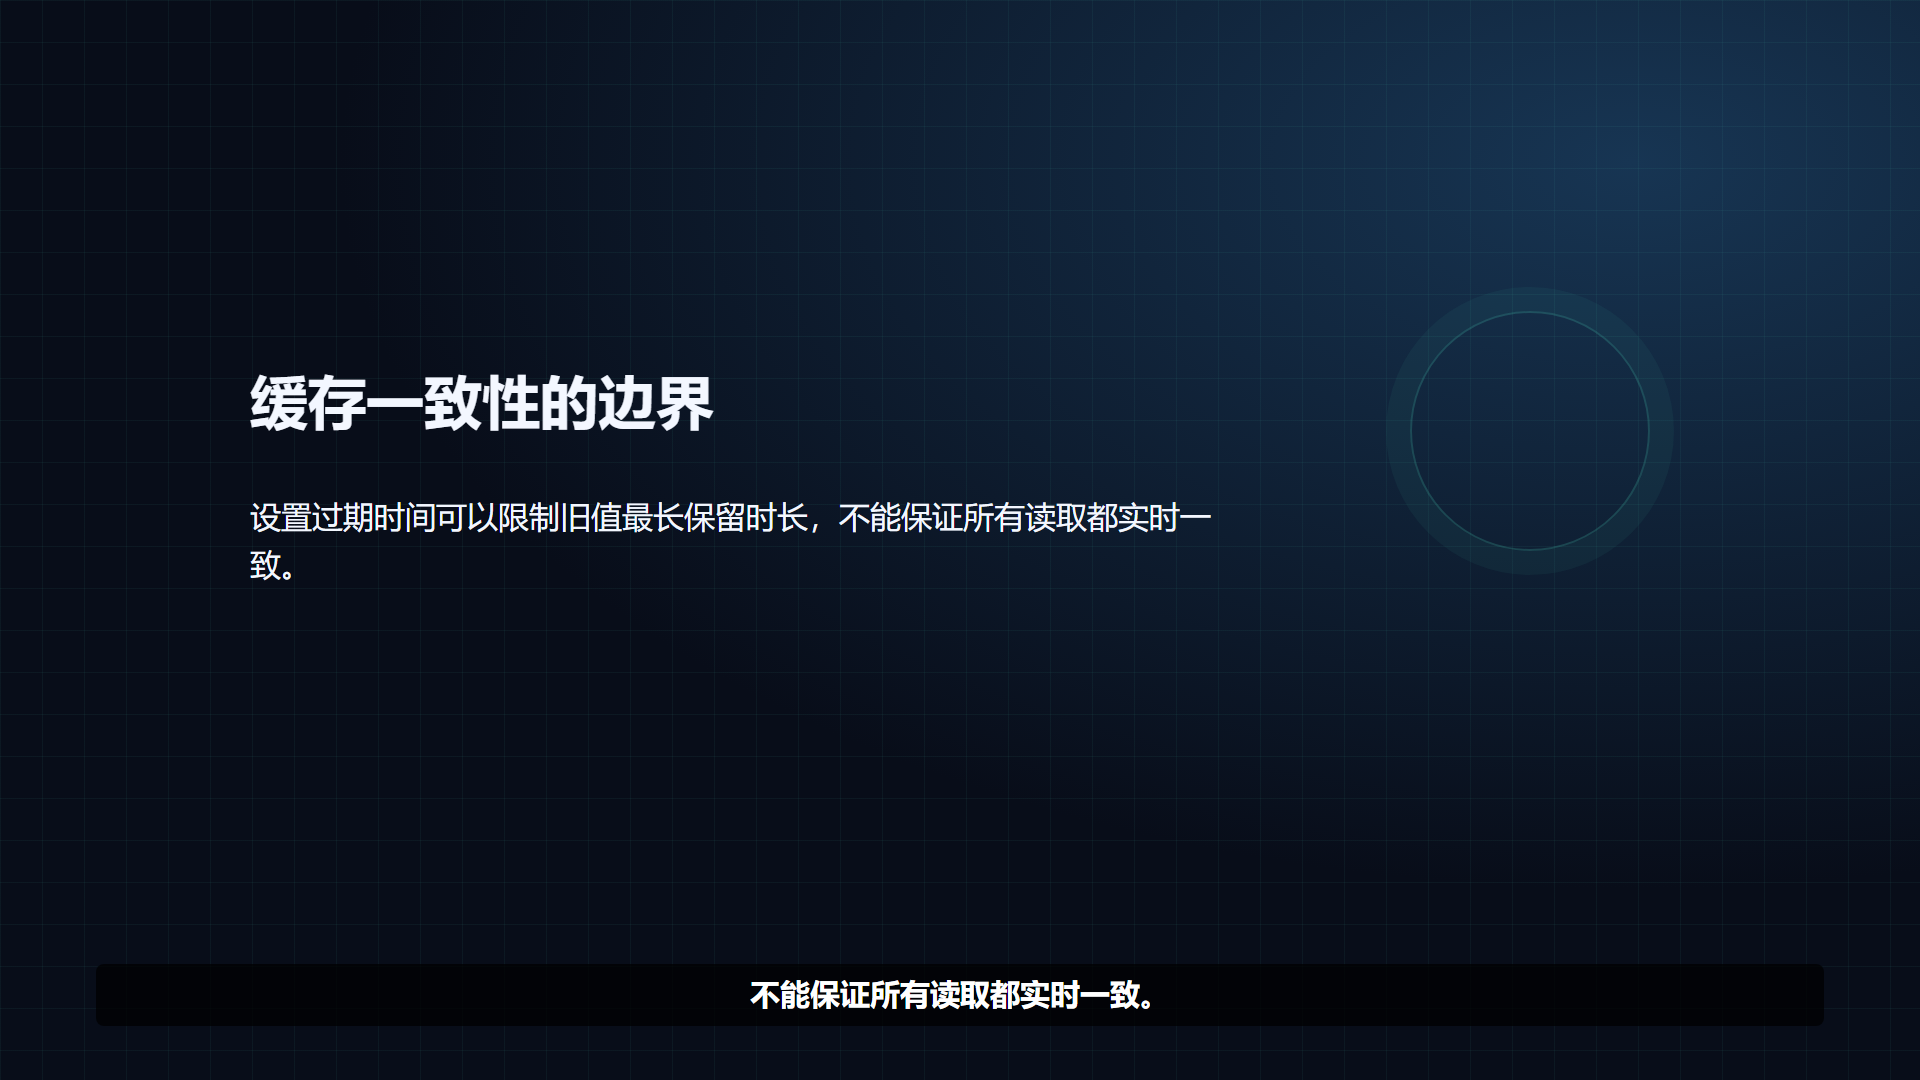 缓存一致性的边界
设置过期时间可以限制旧值最长保留时长，不能保证所有读取都实时一
致。
不能保证所有读取都实时一致。